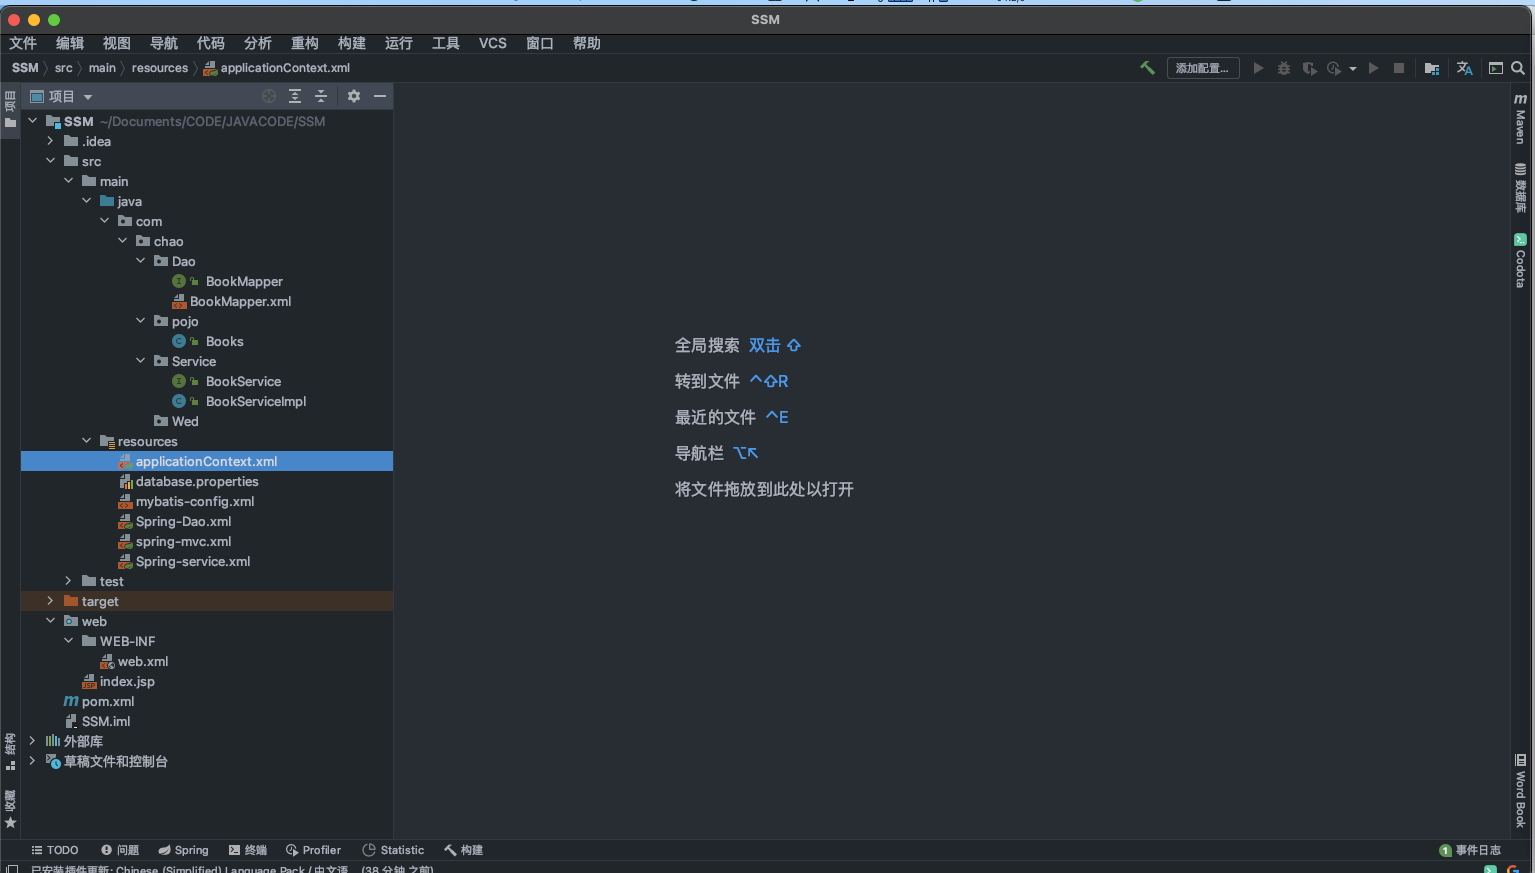 SSM
文件 编辑 视图 导航 代码 分析 重构 构建 运行 工具 VCS 窗口 帮助
SSM src main resources applicationContext.xml 添加配置...
项目
项目
SSM ~/Documents/CODE/JAVACODE/SSM
.idea
src
main
java
com
chao
Dao
BookMapper
BookMapper.xml
pojo
Books
Service
BookService
BookServiceImpl
Wed
resources
applicationContext.xml
database.properties
mybatis-config.xml
Spring-Dao.xml
spring-mvc.xml
Spring-service.xml
test
target
web
WEB-INF
web.xml
index.jsp
pom.xml
SSM.iml
外部库
草稿文件和控制台
结构
收藏
全局搜索 双击 ⇧
转到文件 ^⇧R
最近的文件 ^E
导航栏 ⌥↖
将文件拖放到此处以打开
Maven
数据库
Codota
Word Book
TODO 问题 Spring 终端 Profiler Statistic 构建 1 事件日志
已安装插件更新: Chinese (Simplified) Language Pack / 中文语... (38 分钟 之前)